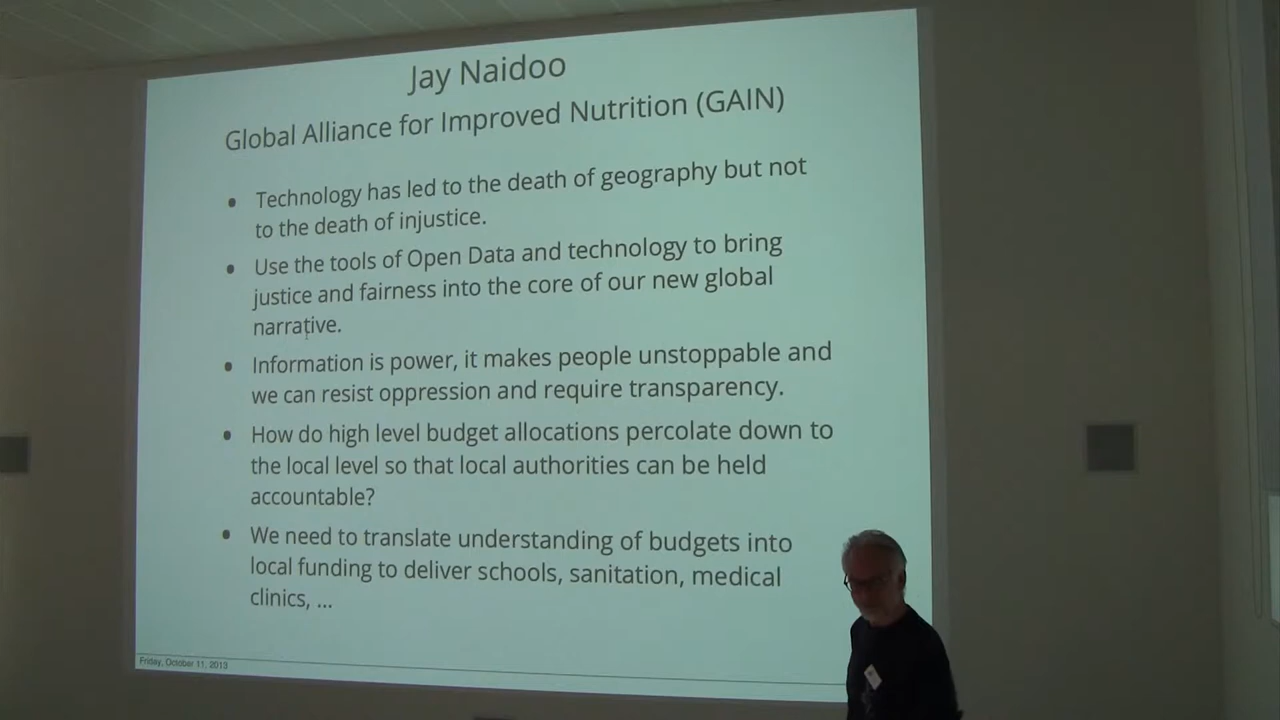 Jay Naidoo
Global Alliance for Improved Nutrition (GAIN)
• Technology has led to the death of geography but not
to the death of injustice.
• Use the tools of Open Data and technology to bring
justice and fairness into the core of our new global
narrative.
• Information is power, it makes people unstoppable and
we can resist oppression and require transparency.
• How do high level budget allocations percolate down to
the local level so that local authorities can be held
accountable?
• We need to translate understanding of budgets into
local funding to deliver schools, sanitation, medical
clinics, ...
Friday, October 11, 2013